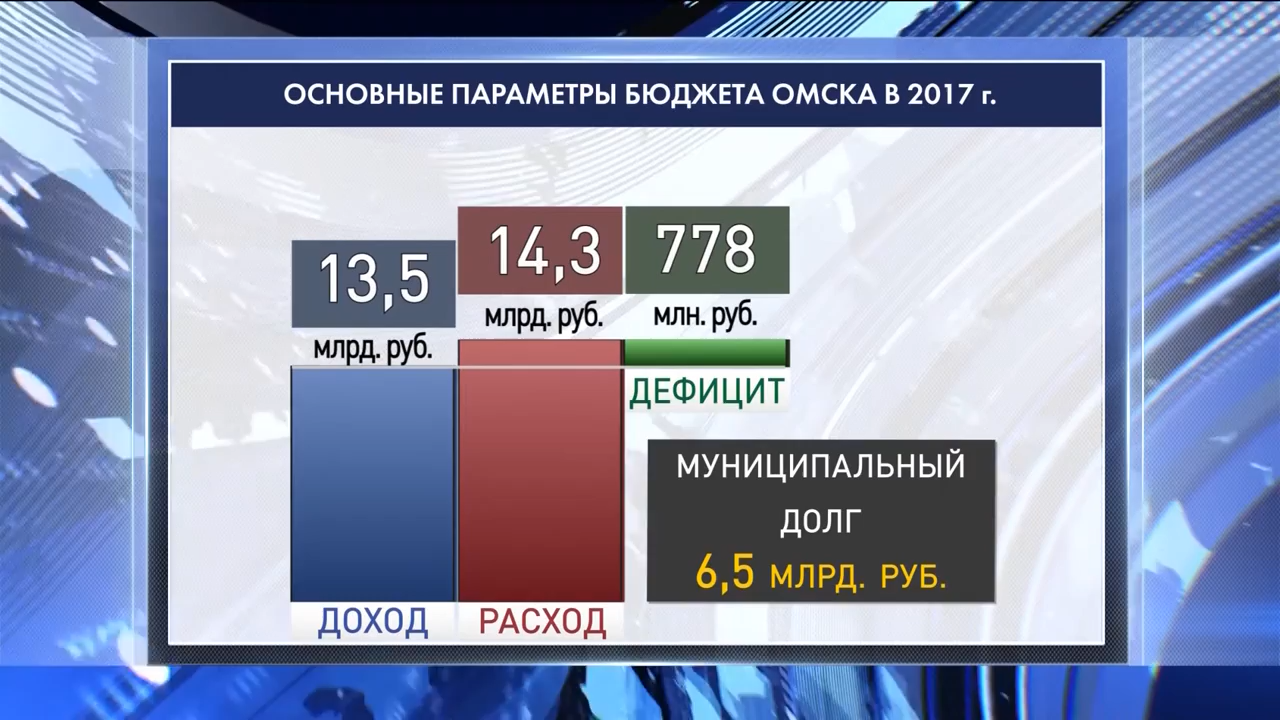 ОСНОВНЫЕ ПАРАМЕТРЫ БЮДЖЕТА ОМСКА В 2017 г.
13,5
млрд. руб.
ДОХОД
14,3
млрд. руб.
РАСХОД
778
млн. руб.
ДЕФИЦИТ
МУНИЦИПАЛЬНЫЙ
ДОЛГ
6,5 МЛРД. РУБ.